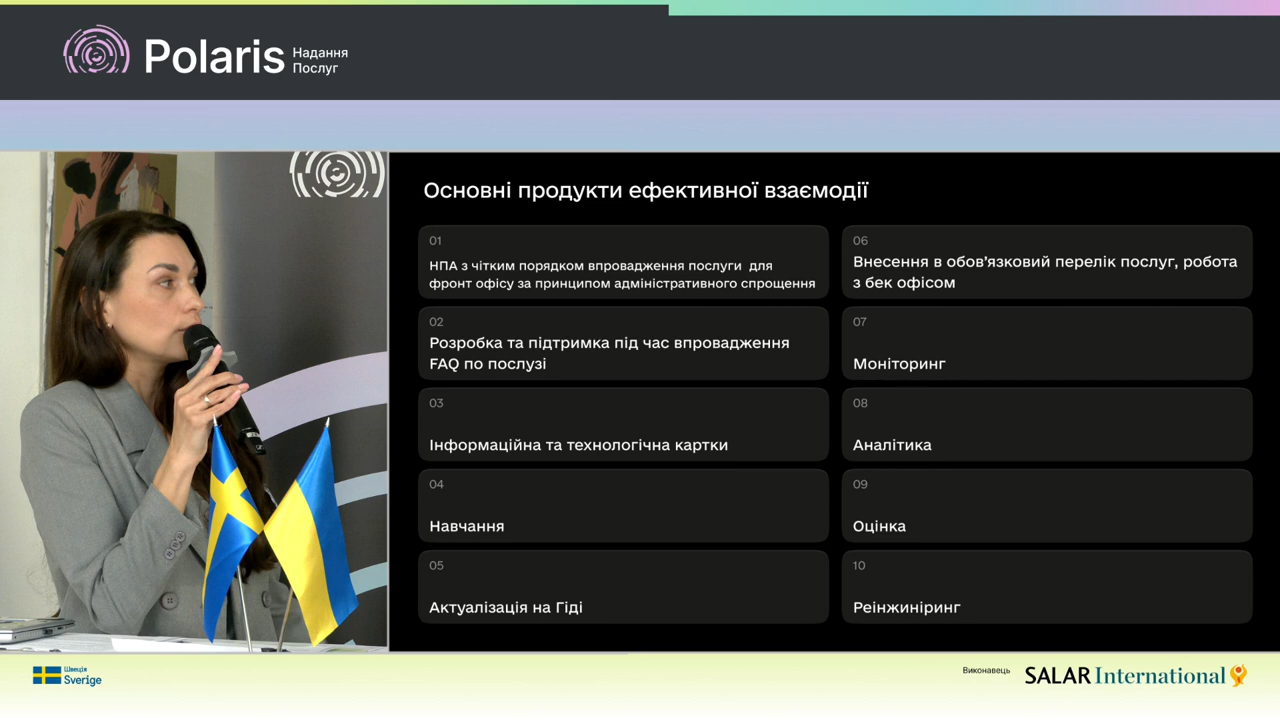 Polaris
Надання
Послуг
Основні продукти ефективної взаємодії
01
НПА з чітким порядком впровадження послуги для
фронт офісу за принципом адміністративного спрощення
02
Розробка та підтримка під час впровадження
FAQ по послузі
03
Інформаційна та технологічна картки
04
Навчання
05
Актуалізація на Гіді
06
Внесення в обов’язковий перелік послуг, робота
з бек офісом
07
Моніторинг
08
Аналітика
09
Оцінка
10
Реінжиніринг
Швеція
Sverige
Виконавець
SALAR International